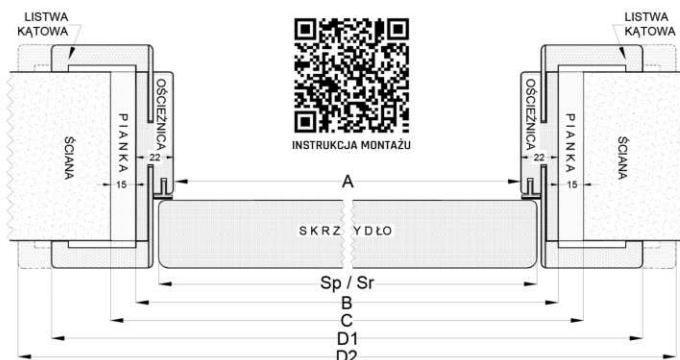 LISTWA
KĄTOWA
LISTWA
KĄTOWA
INSTRUKCJA MONTAŻU
ŚCIANA
PIANKA
OŚCIEŻNICA
OŚCIEŻNICA
PIANKA
ŚCIANA
22
22
15
15
A
SKRZYDŁO
Sp / Sr
B
C
D1
D2